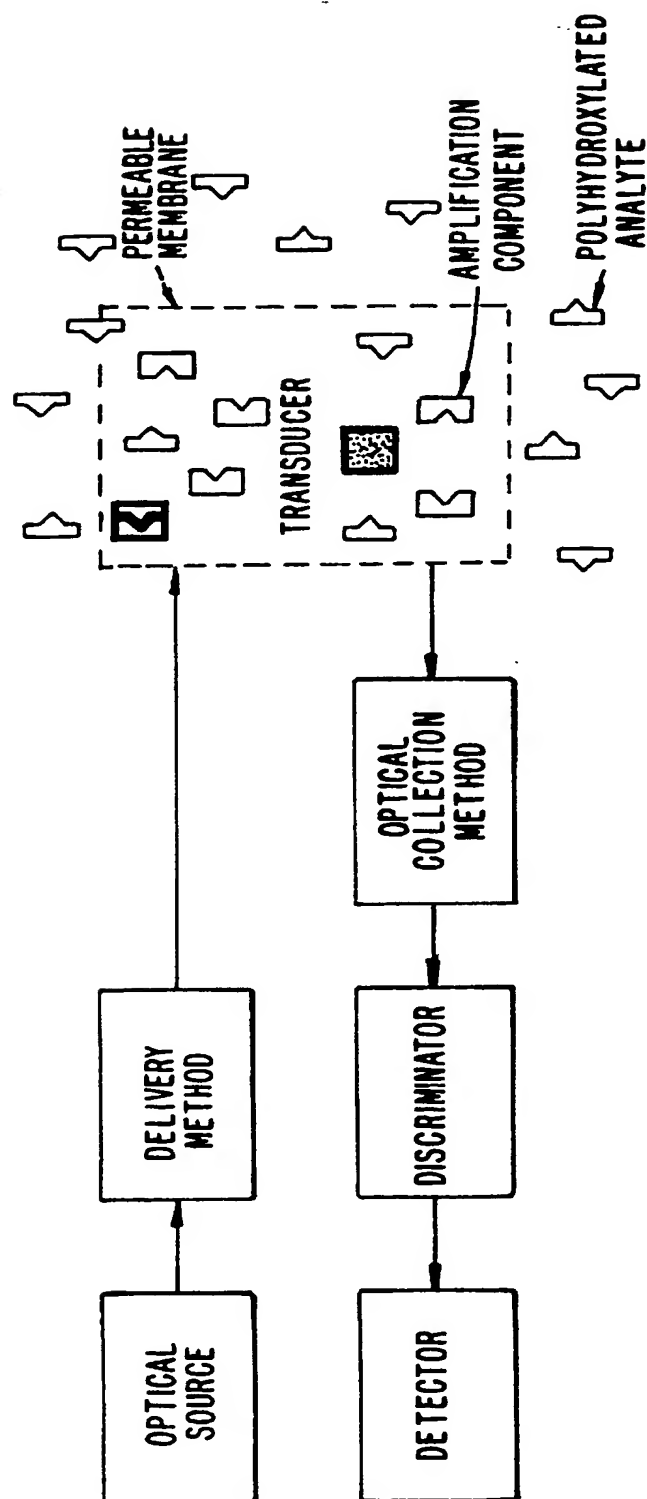 OPTICAL
SOURCE
DELIVERY
METHOD
PERMEABLE
MEMBRANE
TRANSDUCER
DETECTOR
DISCRIMINATOR
OPTICAL
COLLECTION
METHOD
AMPLIFICATION
COMPONENT
POLYHYDROXYLATED
ANALYTE